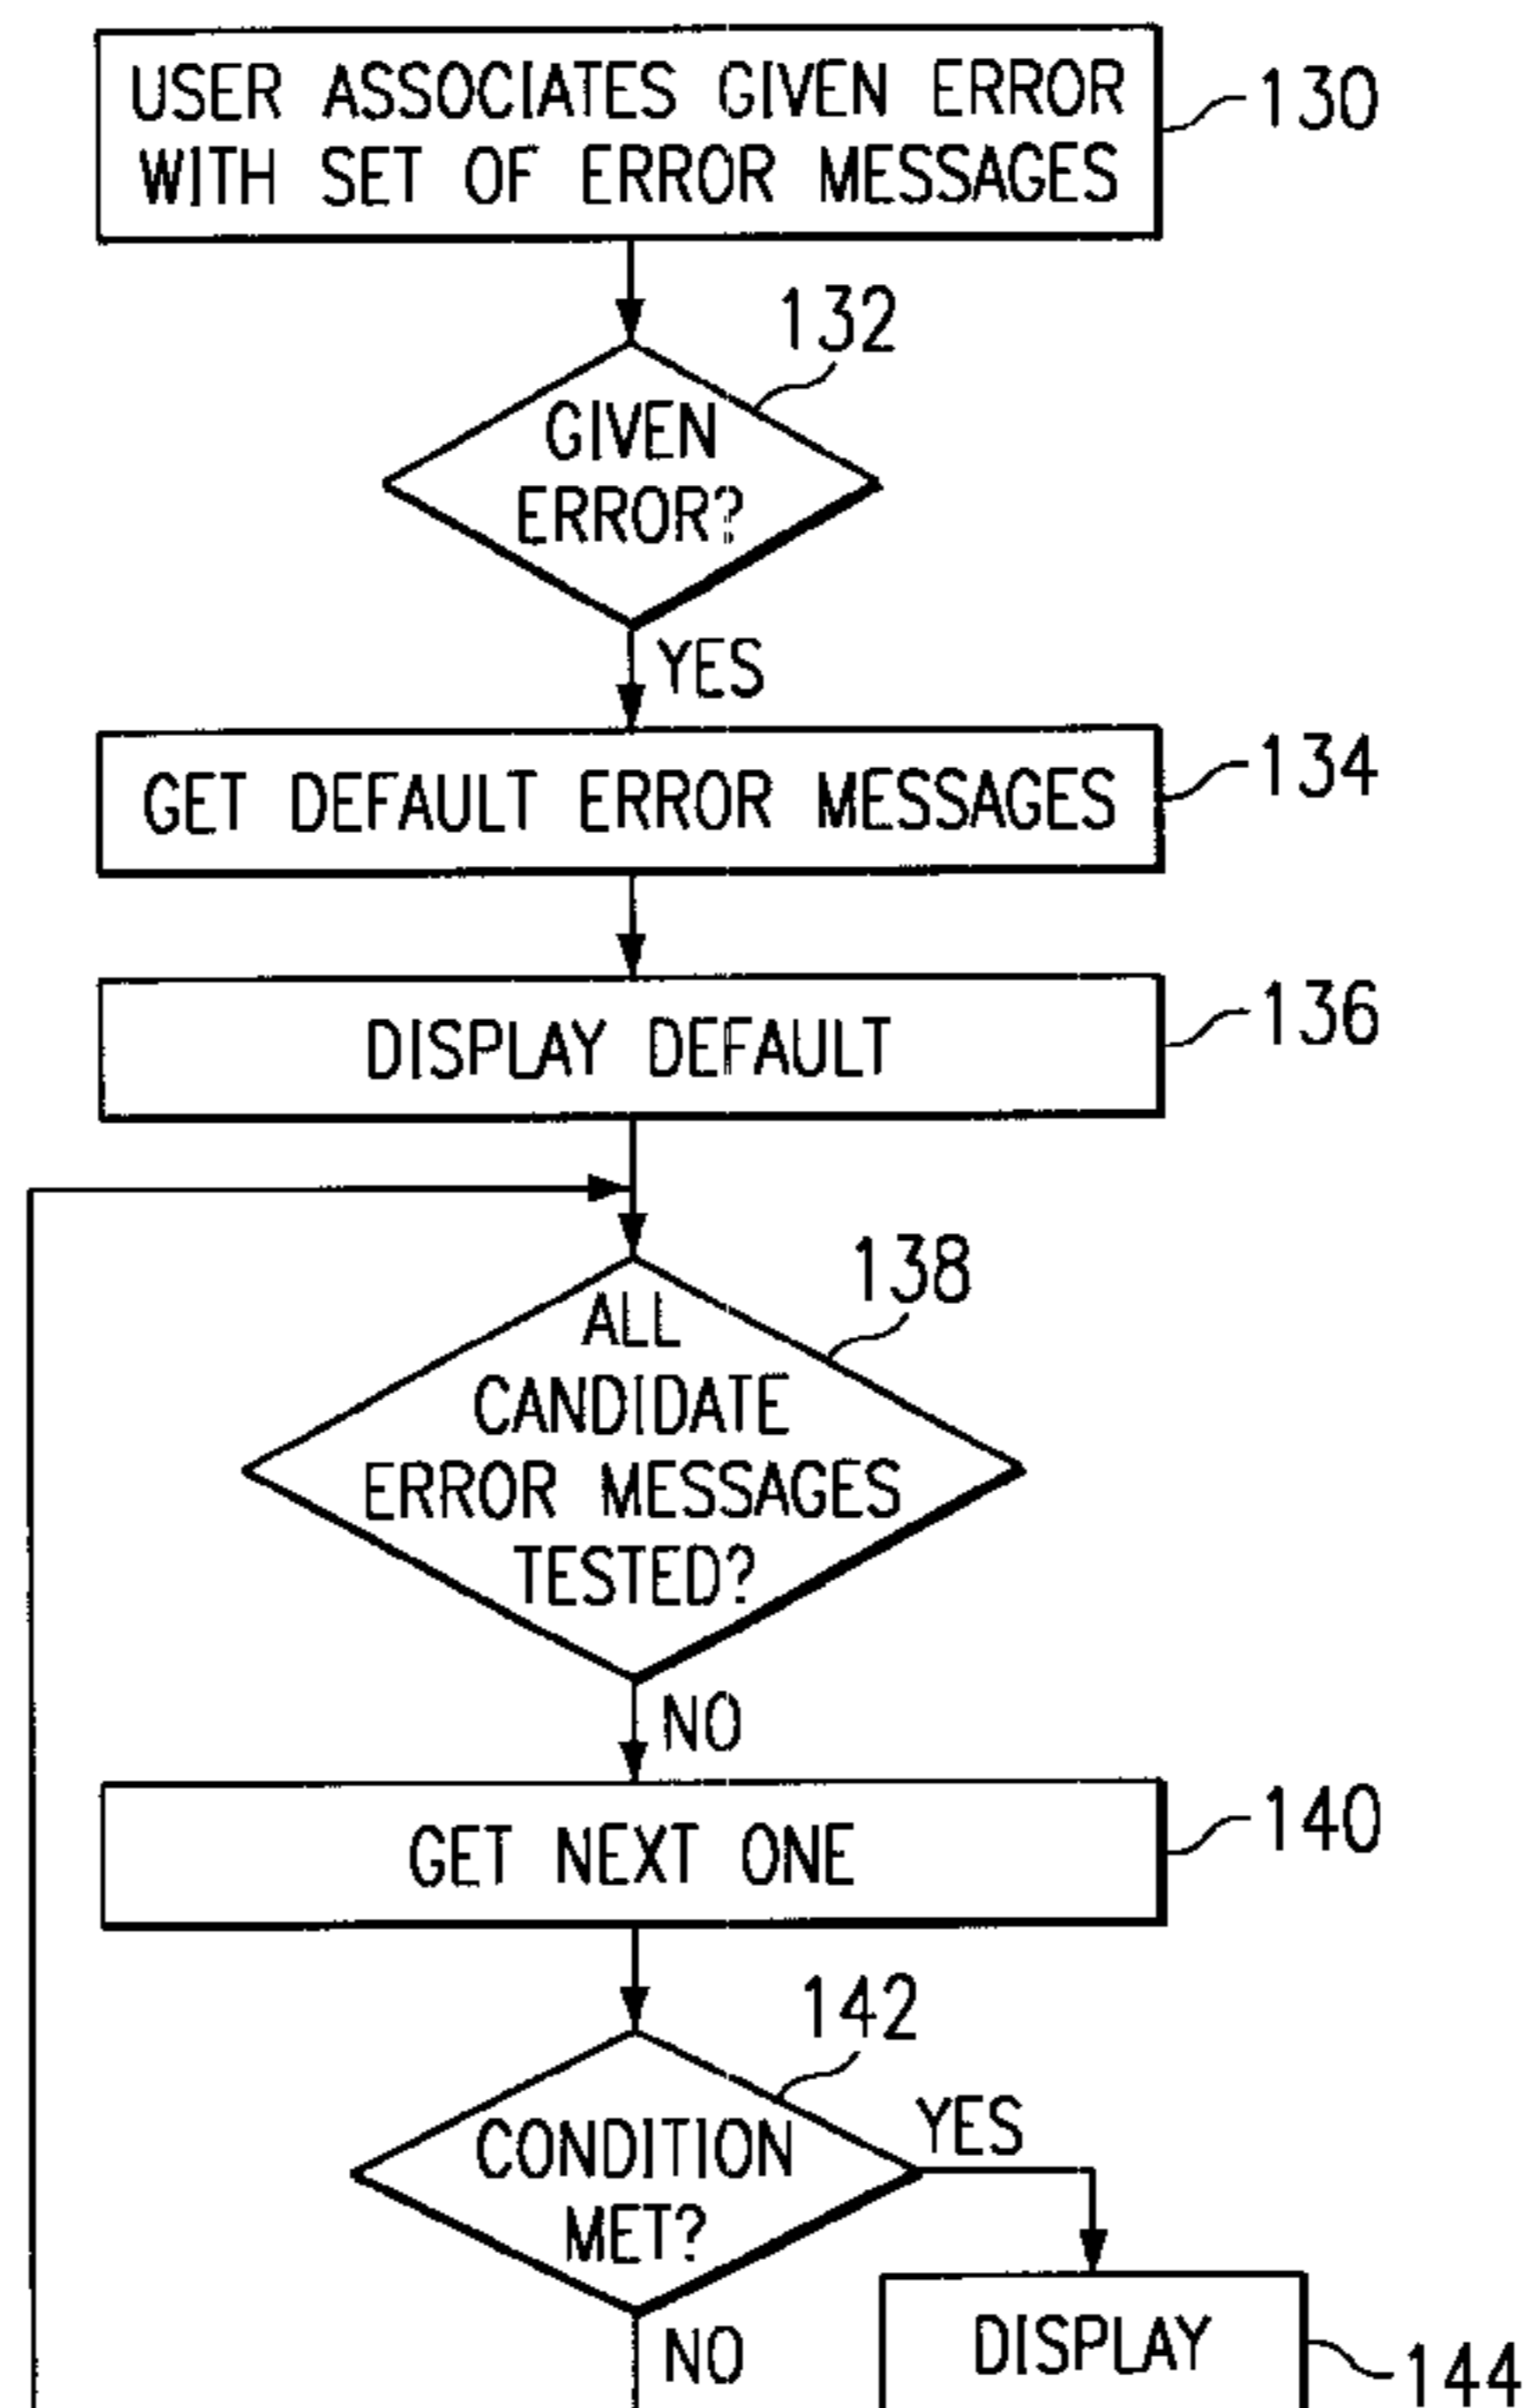 USER ASSOCIATES GIVEN ERROR
WITH SET OF ERROR MESSAGES
130
132
GIVEN
ERROR?
YES
GET DEFAULT ERROR MESSAGES
134
DISPLAY DEFAULT
136
138
ALL
CANDIDATE
ERROR MESSAGES
TESTED?
NO
GET NEXT ONE
140
142
CONDITION
MET?
YES
NO
DISPLAY
144